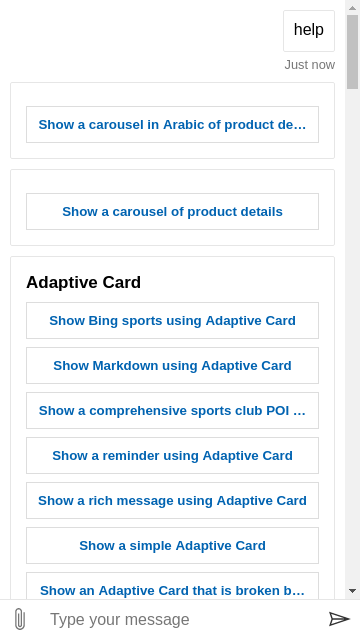 help
Just now
Show a carousel in Arabic of product de…
Show a carousel of product details
Adaptive Card
Show Bing sports using Adaptive Card
Show Markdown using Adaptive Card
Show a comprehensive sports club POI …
Show a reminder using Adaptive Card
Show a rich message using Adaptive Card
Show a simple Adaptive Card
Show an Adaptive Card that is broken b…
Type your message